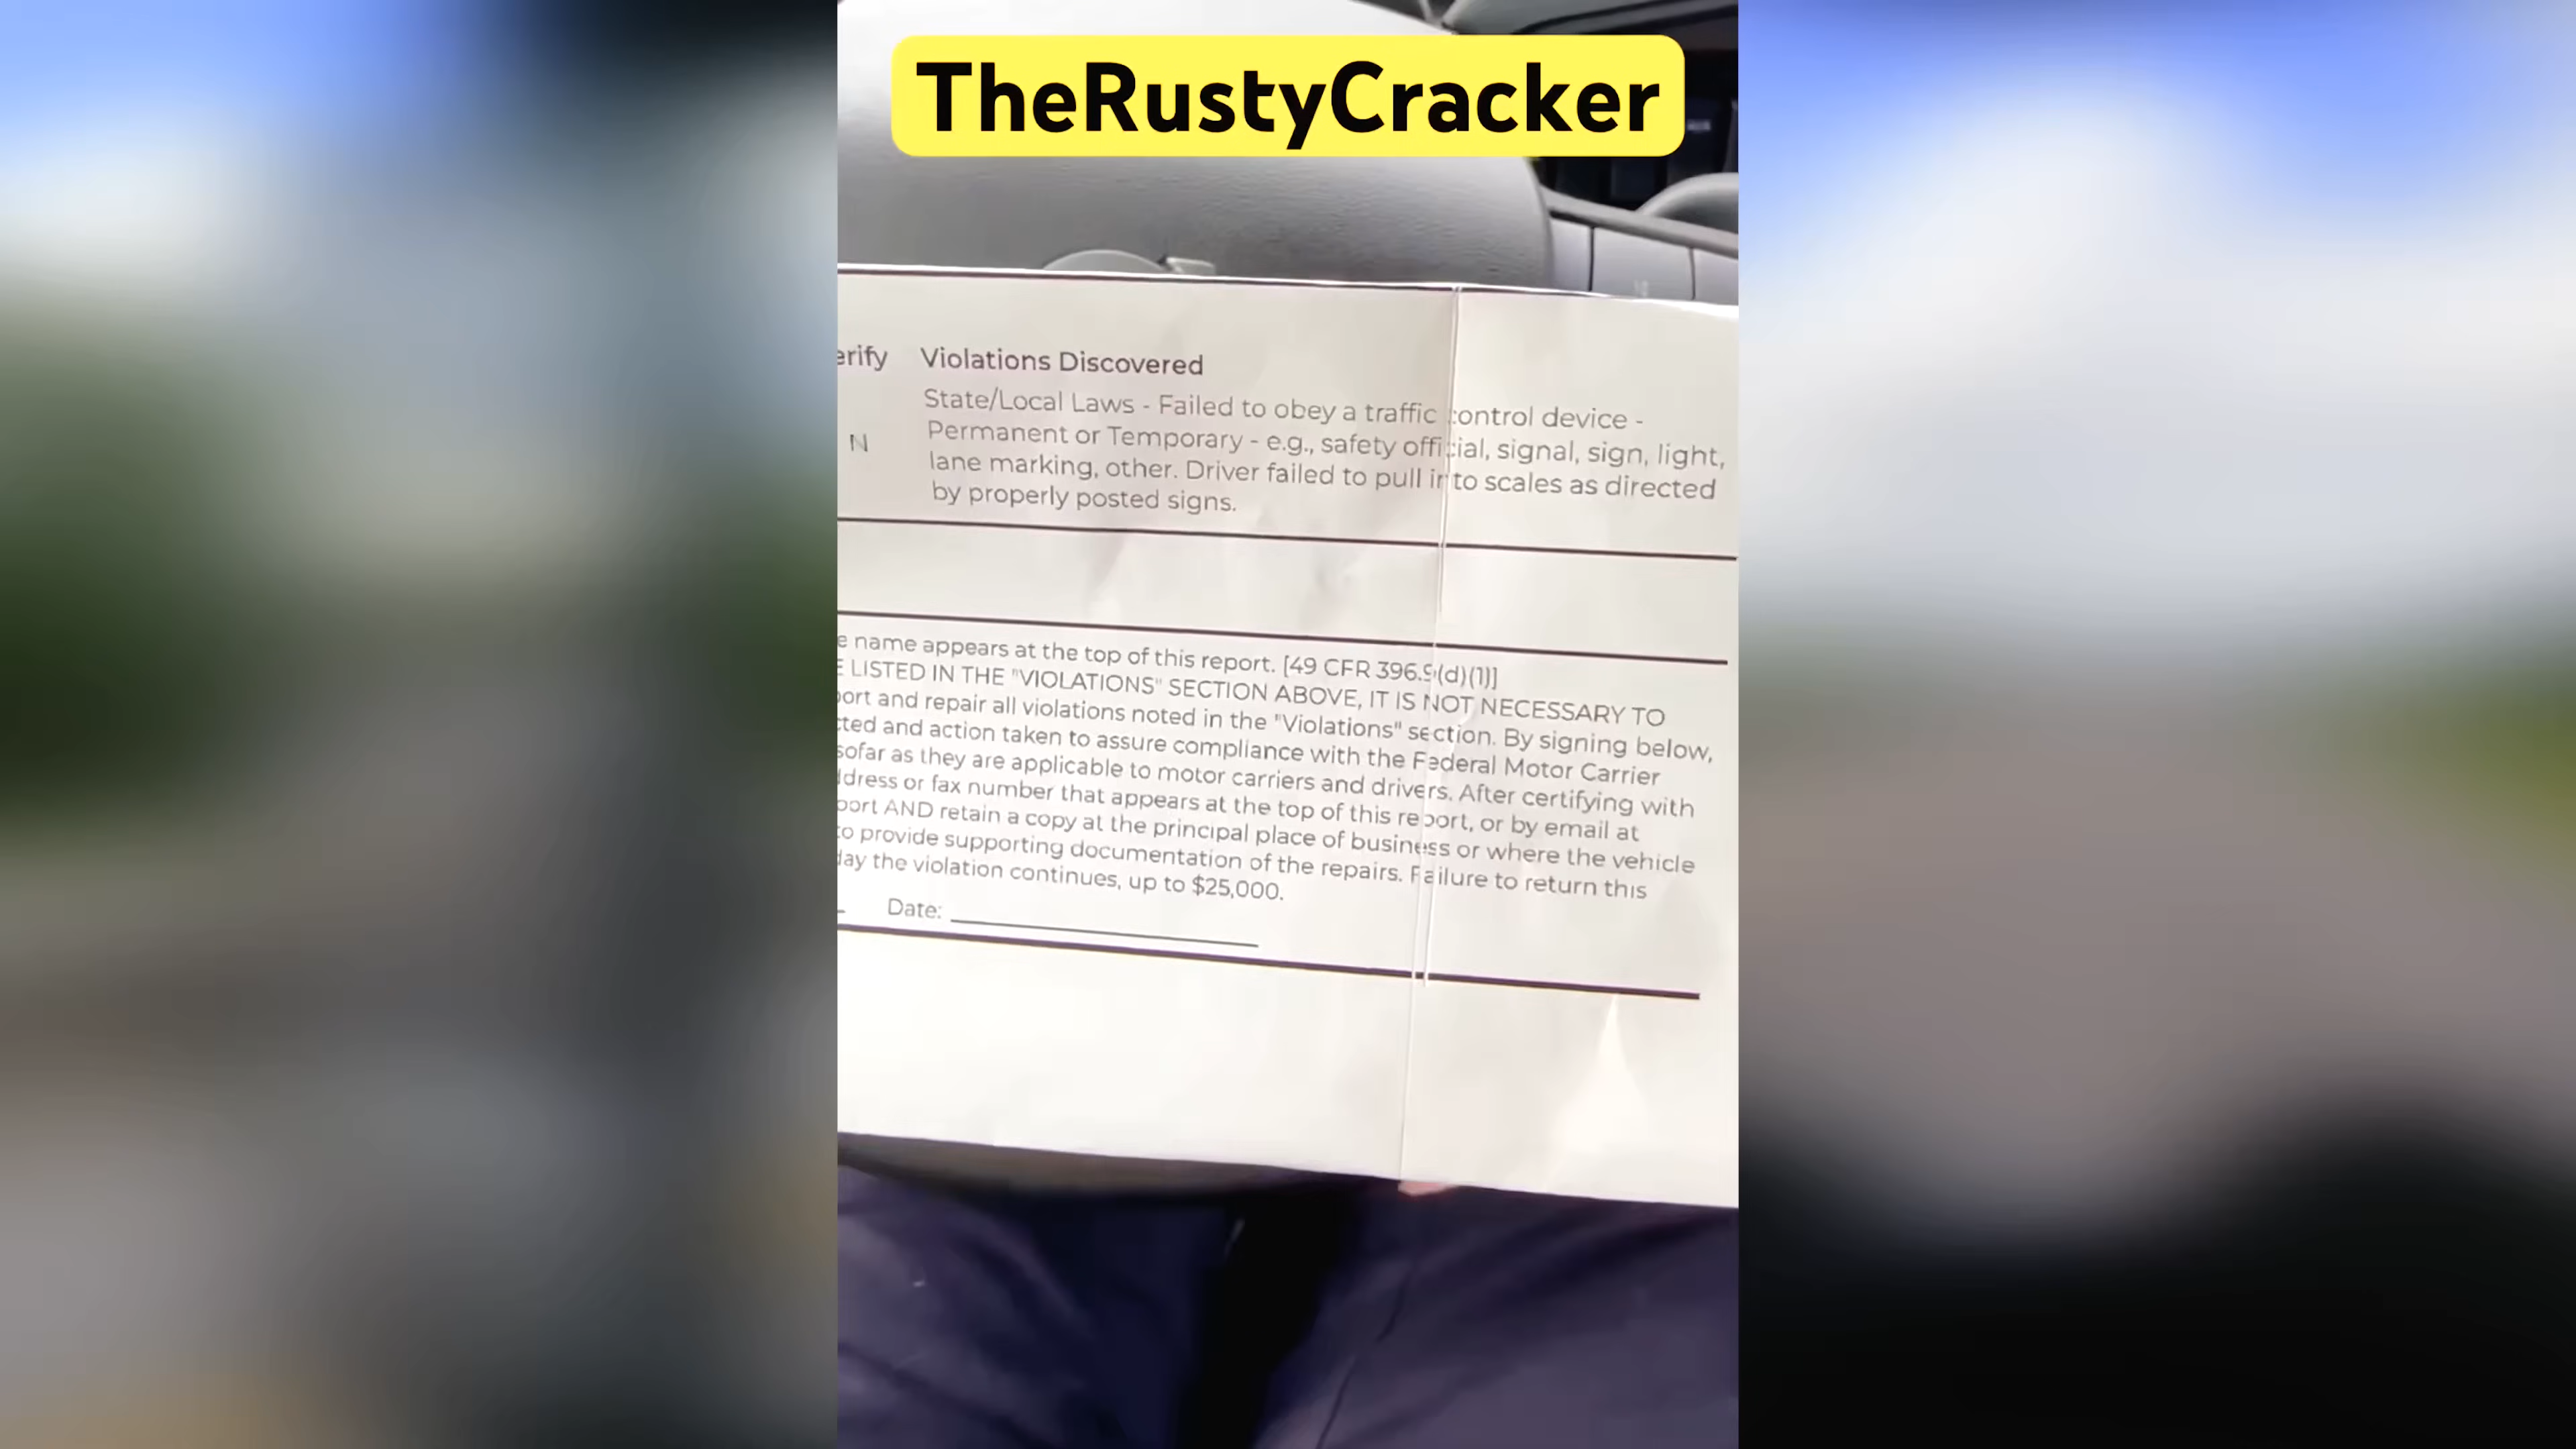 TheRustyCracker
erify Violations Discovered
State/Local Laws - Failed to obey a traffic control device -
N Permanent or Temporary - e.g., safety official, signal, sign, light,
lane marking, other. Driver failed to pull into scales as directed
by properly posted signs.
e name appears at the top of this report. [49 CFR 396.9(d)(1)]
E LISTED IN THE "VIOLATIONS" SECTION ABOVE, IT IS NOT NECESSARY TO
port and repair all violations noted in the "Violations" section. By signing below,
cted and action taken to assure compliance with the Federal Motor Carrier
sofar as they are applicable to motor carriers and drivers. After certifying with
ddress or fax number that appears at the top of this report, or by email at
port AND retain a copy at the principal place of business or where the vehicle
to provide supporting documentation of the repairs. Failure to return this
day the violation continues, up to $25,000.
Date: